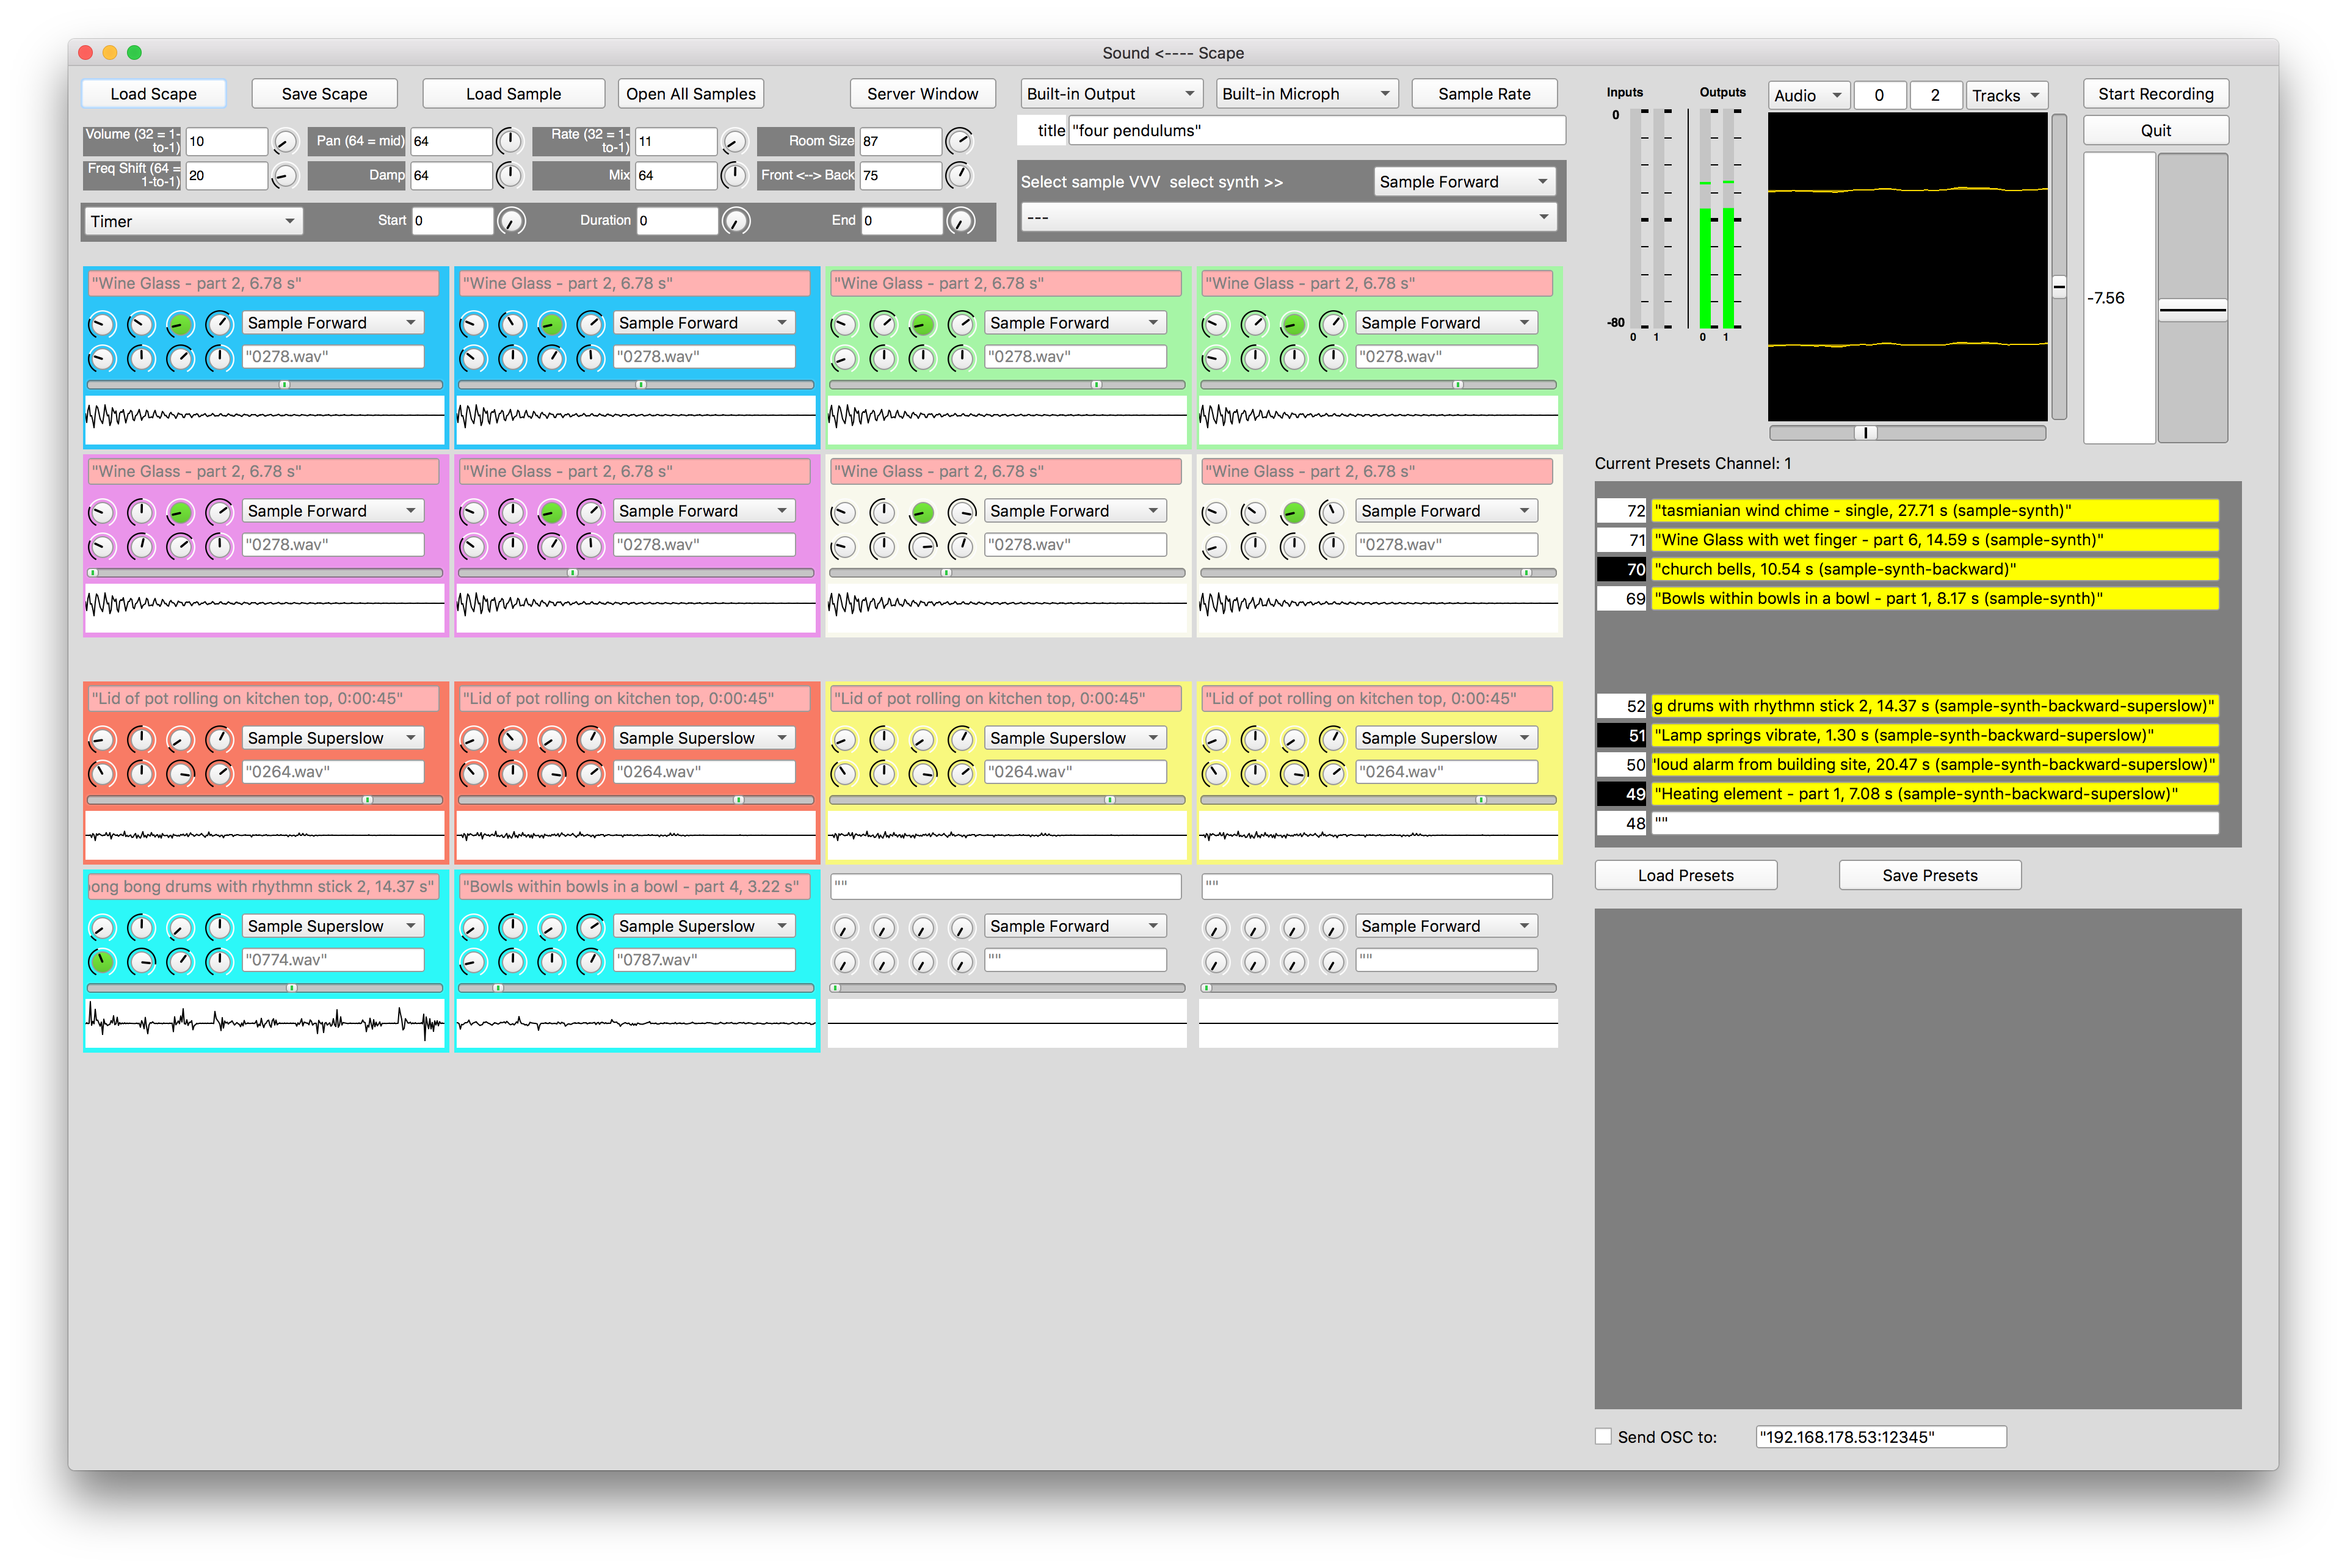 Sound <---- Scape
Load Scape
Save Scape
Load Sample
Open All Samples
Server Window
Built-in Output
Built-in Microph
Sample Rate
Volume (32 = 1-
to-1)
10
Pan (64 = mid)
64
Rate (32 = 1-
to-1)
11
Room Size
87
title
"four pendulums"
Freq Shift (64 =
1-to-1)
20
Damp
64
Mix
64
Front <--> Back
75
Select sample VVV  select synth >>
Sample Forward
---
Timer
Start
0
Duration
0
End
0
Inputs
Outputs
0
-80
0
1
0
1
Audio
0
2
Tracks
Start Recording
Quit
-7.56
"Wine Glass - part 2, 6.78 s"
Sample Forward
"0278.wav"
"Wine Glass - part 2, 6.78 s"
Sample Forward
"0278.wav"
"Wine Glass - part 2, 6.78 s"
Sample Forward
"0278.wav"
"Wine Glass - part 2, 6.78 s"
Sample Forward
"0278.wav"
"Wine Glass - part 2, 6.78 s"
Sample Forward
"0278.wav"
"Wine Glass - part 2, 6.78 s"
Sample Forward
"0278.wav"
"Wine Glass - part 2, 6.78 s"
Sample Forward
"0278.wav"
"Wine Glass - part 2, 6.78 s"
Sample Forward
"0278.wav"
"Lid of pot rolling on kitchen top, 0:00:45"
Sample Superslow
"0264.wav"
"Lid of pot rolling on kitchen top, 0:00:45"
Sample Superslow
"0264.wav"
"Lid of pot rolling on kitchen top, 0:00:45"
Sample Superslow
"0264.wav"
"Lid of pot rolling on kitchen top, 0:00:45"
Sample Superslow
"0264.wav"
ong bong drums with rhythmn stick 2, 14.37 s"
Sample Superslow
"0774.wav"
"Bowls within bowls in a bowl - part 4, 3.22 s"
Sample Superslow
"0787.wav"
""
Sample Forward
""
""
Sample Forward
""
Current Presets Channel: 1
72 "tasmianian wind chime - single, 27.71 s (sample-synth)"
71 "Wine Glass with wet finger - part 6, 14.59 s (sample-synth)"
70 "church bells, 10.54 s (sample-synth-backward)"
69 "Bowls within bowls in a bowl - part 1, 8.17 s (sample-synth)"
52 g drums with rhythmn stick 2, 14.37 s (sample-synth-backward-superslow)"
51 "Lamp springs vibrate, 1.30 s (sample-synth-backward-superslow)"
50 "loud alarm from building site, 20.47 s (sample-synth-backward-superslow)"
49 "Heating element - part 1, 7.08 s (sample-synth-backward-superslow)"
48 ""
Load Presets
Save Presets
Send OSC to:
"192.168.178.53:12345"